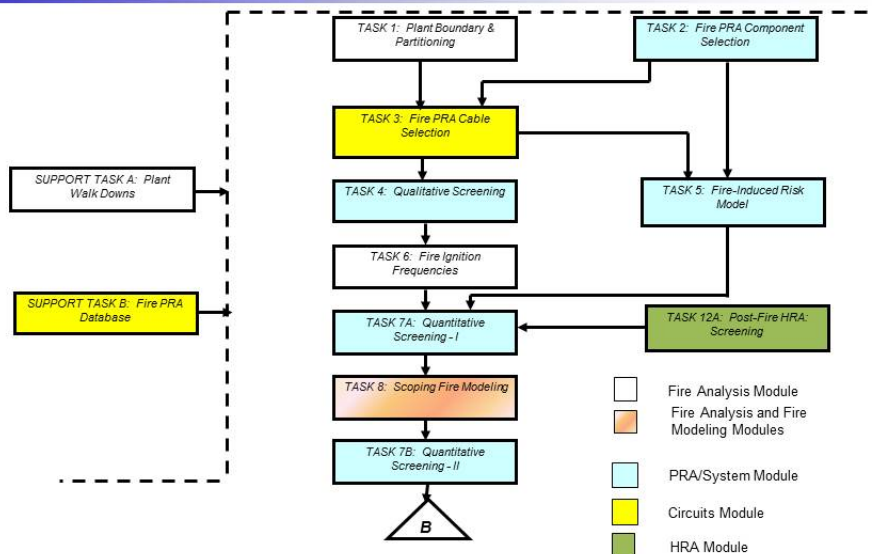 TASK 1: Plant Boundary &
Partitioning
TASK 2: Fire PRA Component
Selection
TASK 3: Fire PRA Cable
Selection
SUPPORT TASK A: Plant
Walk Downs
TASK 4: Qualitative Screening
TASK 5: Fire-Induced Risk
Model
TASK 6: Fire Ignition
Frequencies
SUPPORT TASK B: Fire PRA
Database
TASK 7A: Quantitative
Screening - I
TASK 12A: Post-Fire HRA:
Screening
TASK 8: Scoping Fire Modeling
TASK 7B: Quantitative
Screening - II
B
Fire Analysis Module
Fire Analysis and Fire
Modeling Modules
PRA/System Module
Circuits Module
HRA Module